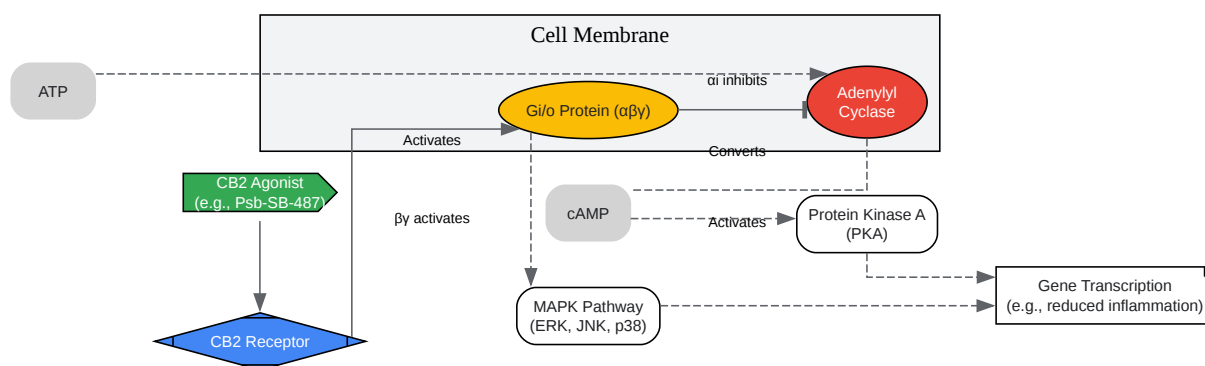 Cell Membrane
ATP
αi inhibits
Adenylyl
Cyclase
Gi/o Protein (αβγ)
Activates
Converts
CB2 Agonist
(e.g., Psb-SB-487)
βγ activates
cAMP
Activates
Protein Kinase A
(PKA)
MAPK Pathway
(ERK, JNK, p38)
Gene Transcription
(e.g., reduced inflammation)
CB2 Receptor